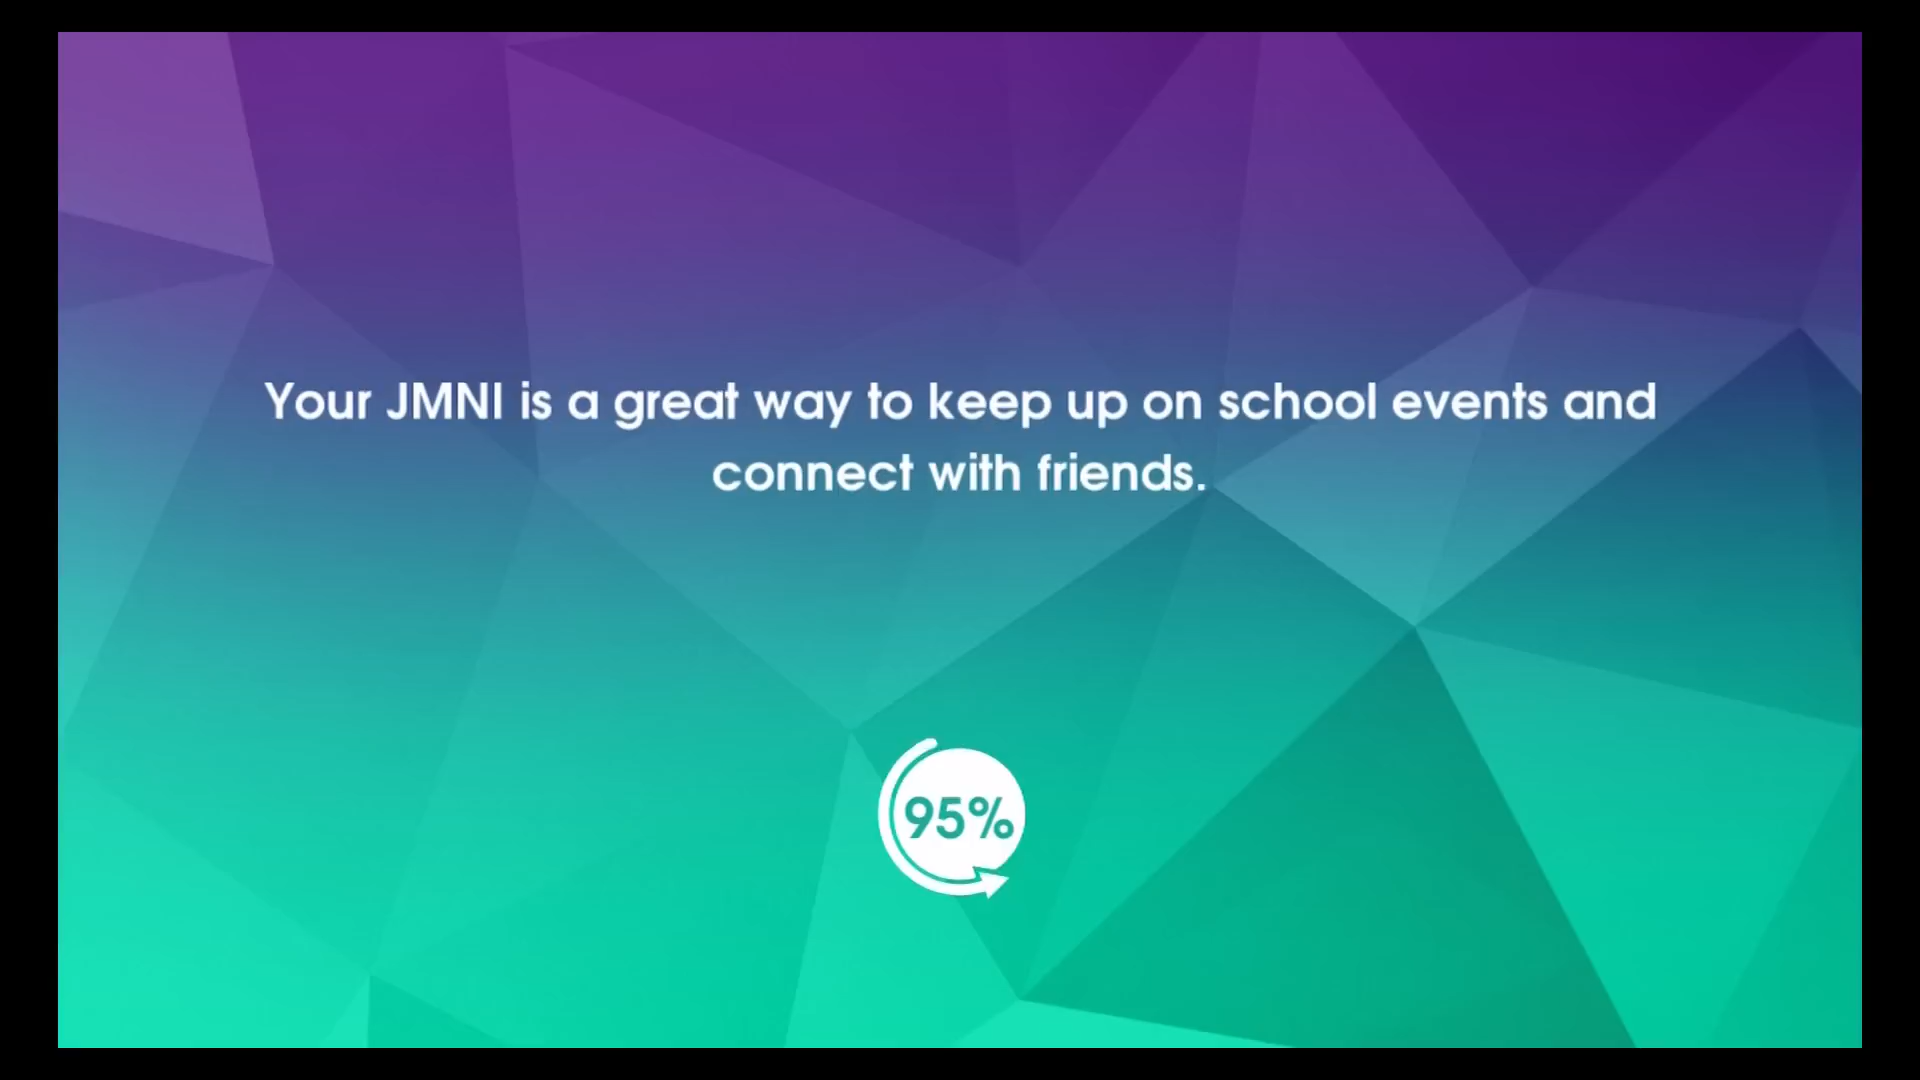 Your JMNI is a great way to keep up on school events and
connect with friends.
95%